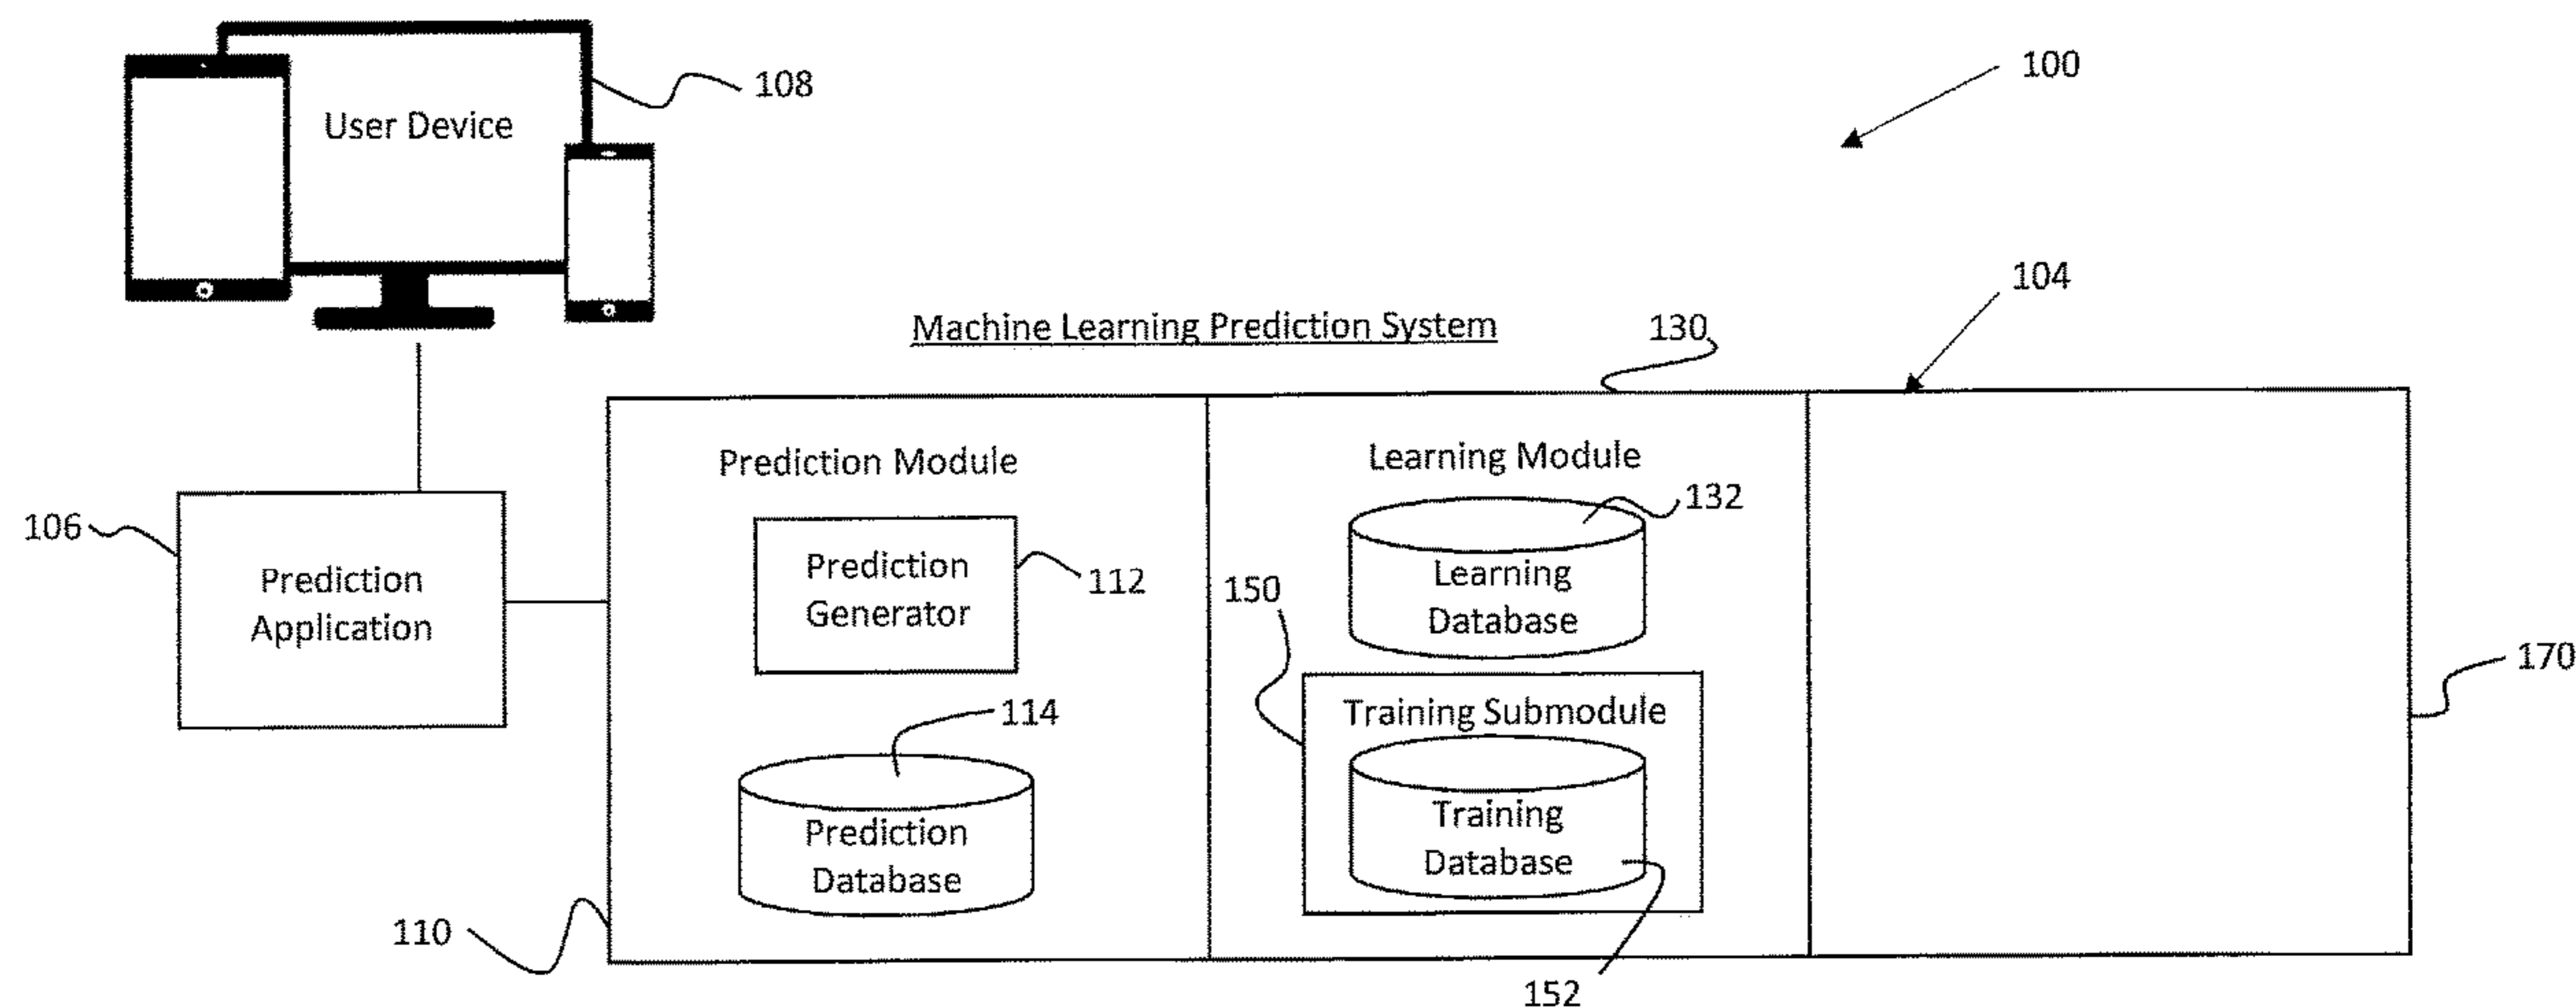 108
User Device
100
104
Machine Learning Prediction System
130
Prediction Module
Learning Module
106
Prediction
Application
Prediction
Generator
112
132
Learning
Database
150
170
114
Training Submodule
Prediction
Database
Training
Database
110
152